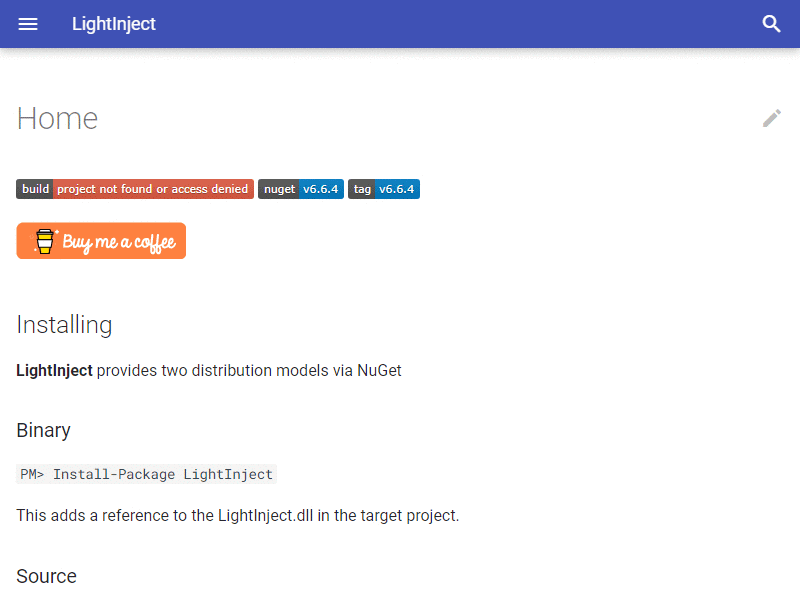 LightInject
Home
build project not found or access denied nuget v6.6.4 tag v6.6.4
Buy me a coffee
Installing
LightInject provides two distribution models via NuGet
Binary
PM> Install-Package LightInject
This adds a reference to the LightInject.dll in the target project.
Source